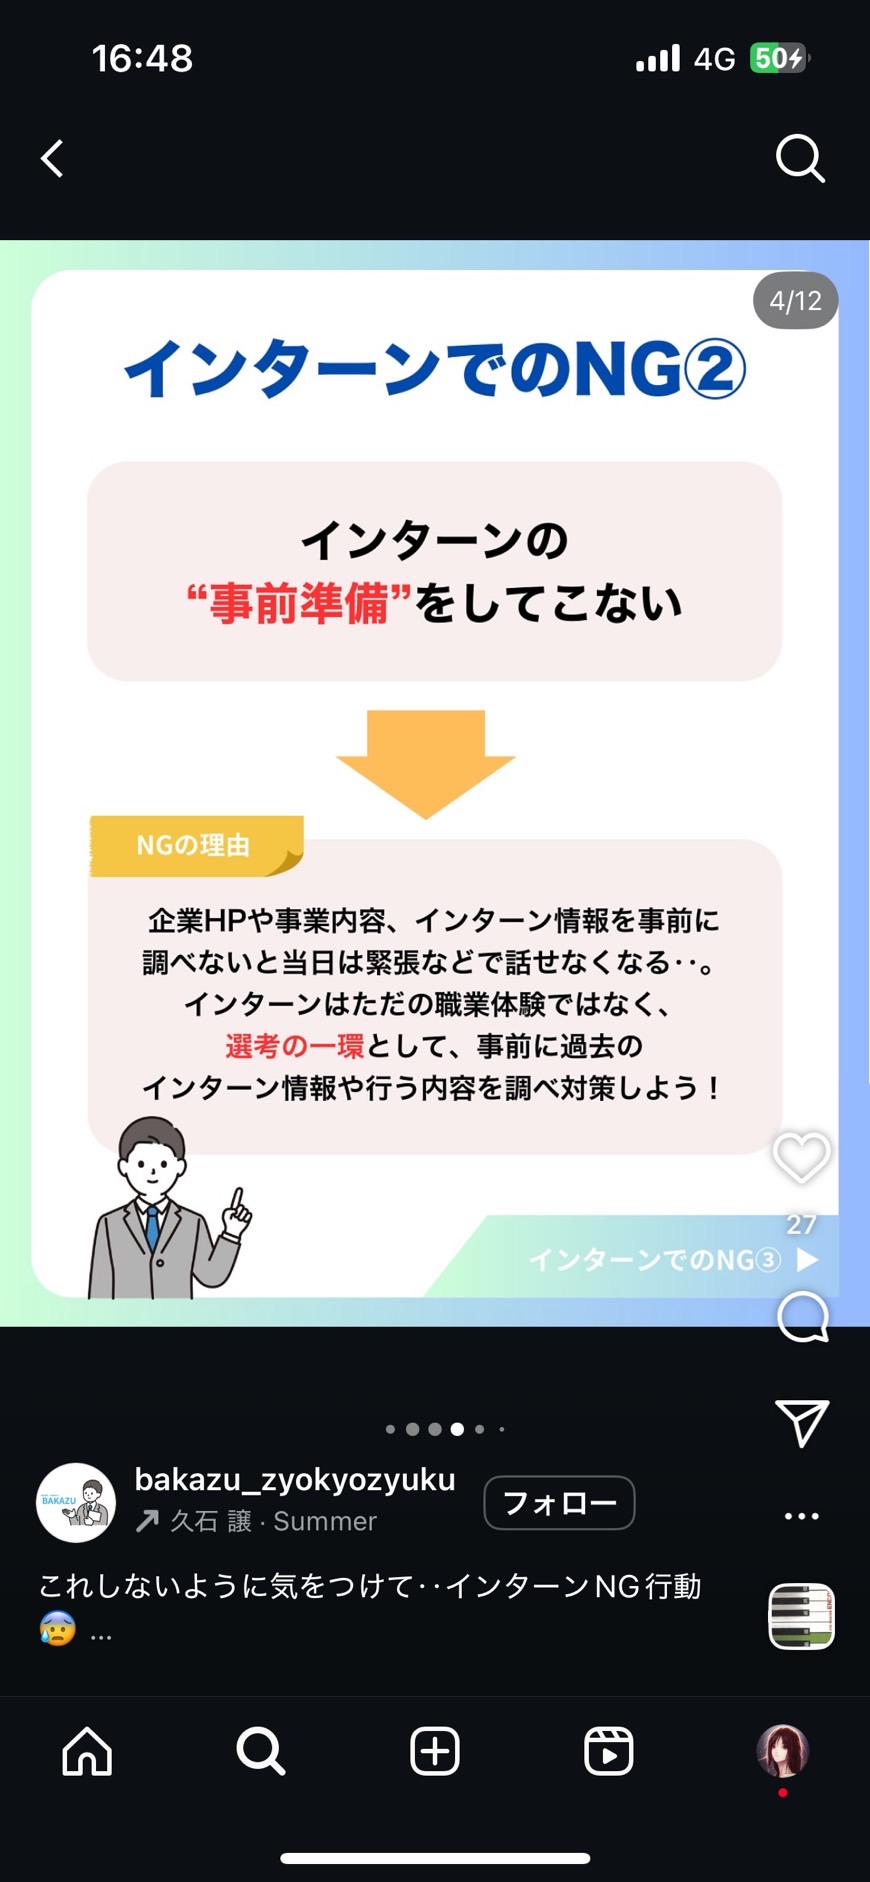 16:48
4G
50
4/12
インターンでのNG②
インターンの
“事前準備”をしてこない
NGの理由
企業HPや事業内容、インターン情報を事前に
調べないと当日は緊張などで話せなくなる‥。
インターンはただの職業体験ではなく、
選考の一環として、事前に過去の
インターン情報や行う内容を調べ対策しよう！
27
インターンでのNG③ ▶
BAKAZU
bakazu_zyokyozyuku
フォロー
久石 譲 · Summer
これしないように気をつけて‥インターンNG行動
😰 ...